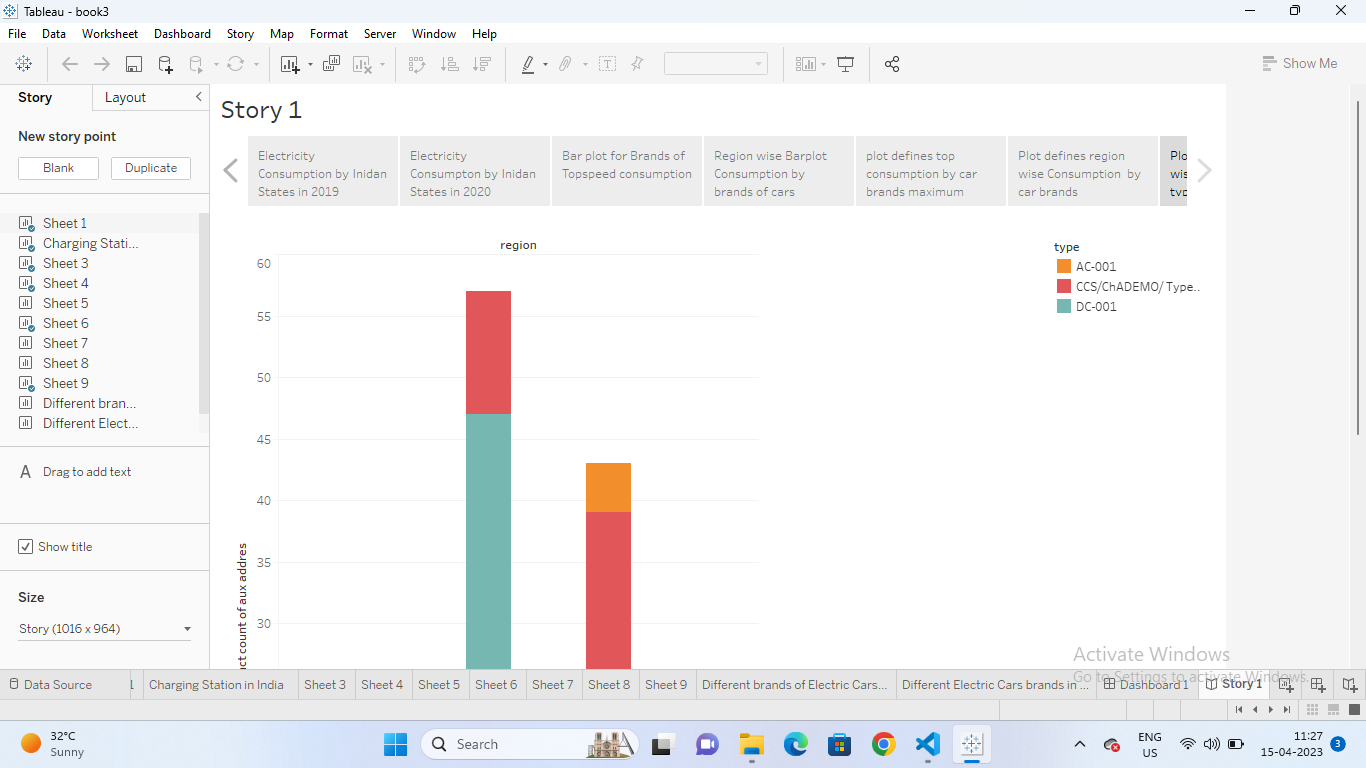 Tableau - book3
File Data Worksheet Dashboard Story Map Format Server Window Help
Show Me
Story Layout
New story point
Blank Duplicate
Sheet 1
Charging Stati...
Sheet 3
Sheet 4
Sheet 5
Sheet 6
Sheet 7
Sheet 8
Sheet 9
Different bran...
Different Elect...
A Drag to add text
Show title
Size
Story (1016 x 964)
Story 1
Electricity
Consumption by Inidan
States in 2019
Electricity
Consumpton by Inidan
States in 2020
Bar plot for Brands of
Topspeed consumption
Region wise Barplot
Consumption by
brands of cars
plot defines top
consumption by car
brands maximum
Plot defines region
wise Consumption by
car brands
Plo
wis
typ
region
60
55
50
45
40
35
30
ct count of aux addres
type
AC-001
CCS/ChADEMO/ Type..
DC-001
Activate Windows
Go to Settings to activate Windows.
Data Source 1 Charging Station in India Sheet 3 Sheet 4 Sheet 5 Sheet 6 Sheet 7 Sheet 8 Sheet 9 Different brands of Electric Cars... Different Electric Cars brands in ... Dashboard 1 Story 1
32°C
Sunny
Search
ENG
US
11:27
15-04-2023
3